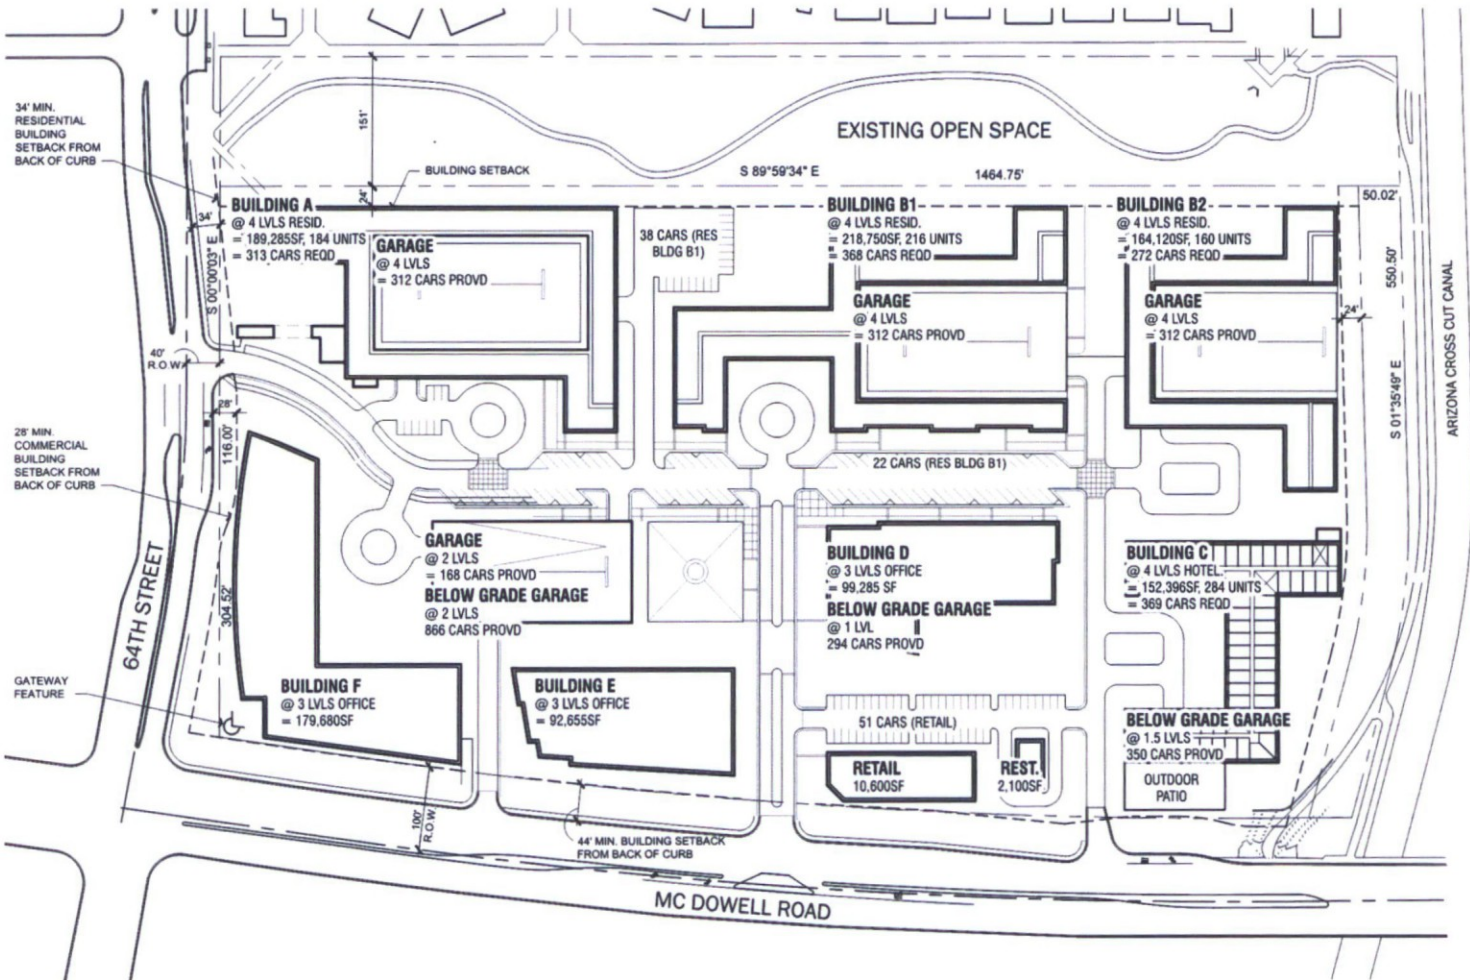 34' MIN.
RESIDENTIAL
BUILDING
SETBACK FROM
BACK OF CURB
151'
EXISTING OPEN SPACE
BUILDING SETBACK
S 89°59'34" E
1464.75'
24'
50.02'
34'
S 00°00'03" E
BUILDING A
@ 4 LVLS RESID.
= 189,285SF, 184 UNITS
= 313 CARS REQD
GARAGE
@ 4 LVLS
= 312 CARS PROVD
38 CARS (RES
BLDG B1)
BUILDING B1
@ 4 LVLS RESID.
= 218,750SF, 216 UNITS
= 368 CARS REQD
GARAGE
@ 4 LVLS
= 312 CARS PROVD
BUILDING B2
@ 4 LVLS RESID.
= 164,120SF, 160 UNITS
= 272 CARS REQD
GARAGE
@ 4 LVLS
= 312 CARS PROVD
550.50'
24'
S 01°35'49" E
ARIZONA CROSS CUT CANAL
40'
R.O.W.
28'
116.00'
28' MIN.
COMMERCIAL
BUILDING
SETBACK FROM
BACK OF CURB
22 CARS (RES BLDG B1)
64TH STREET
304.52'
GARAGE
@ 2 LVLS
= 168 CARS PROVD
BELOW GRADE GARAGE
@ 2 LVLS
866 CARS PROVD
BUILDING D
@ 3 LVLS OFFICE
= 99,285 SF
BELOW GRADE GARAGE
@ 1 LVL
294 CARS PROVD
BUILDING C
@ 4 LVLS HOTEL
= 152,396SF, 284 UNITS
= 369 CARS REQD
GATEWAY
FEATURE
BUILDING F
@ 3 LVLS OFFICE
= 179,680SF
BUILDING E
@ 3 LVLS OFFICE
= 92,655SF
51 CARS (RETAIL)
BELOW GRADE GARAGE
@ 1.5 LVLS
350 CARS PROVD
RETAIL
10,600SF
REST.
2,100SF
OUTDOOR
PATIO
100'
R.O.W.
44' MIN. BUILDING SETBACK
FROM BACK OF CURB
MC DOWELL ROAD